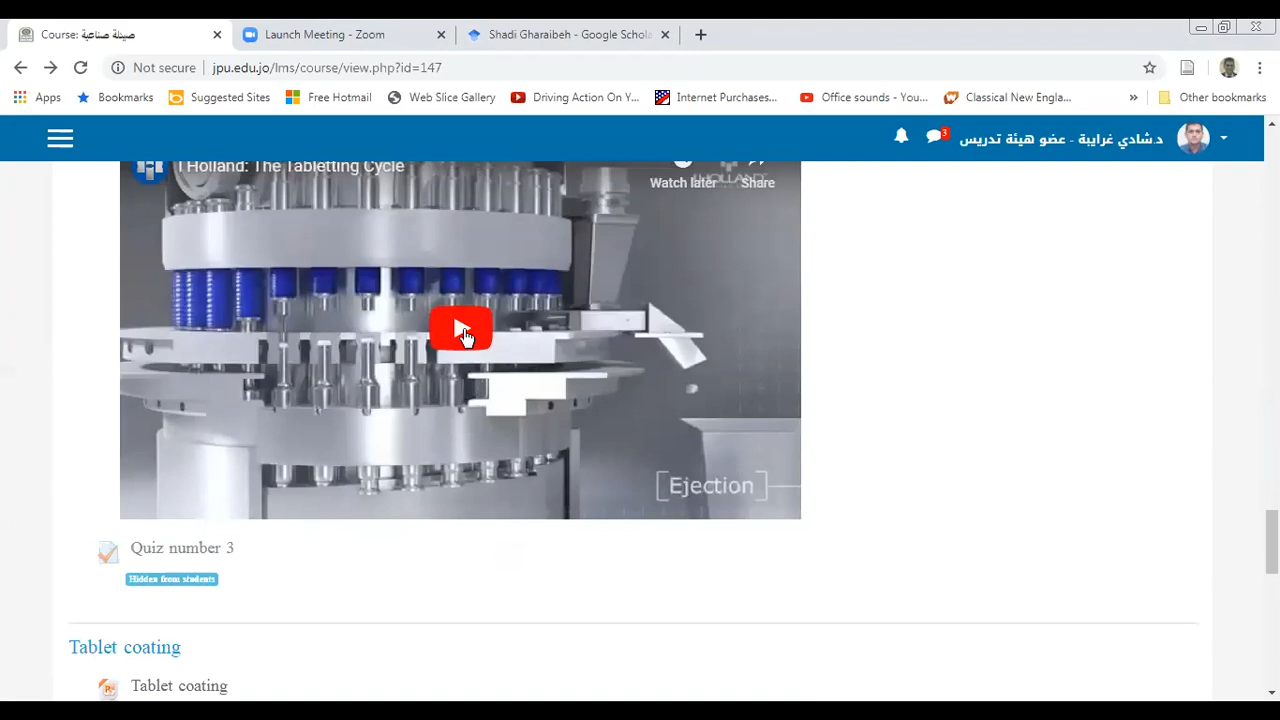 Course: صيدلة صناعية
Launch Meeting - Zoom
Shadi Gharaibeh - Google Schola
Not secure
jpu.edu.jo/lms/course/view.php?id=147
Apps
Bookmarks
Suggested Sites
Free Hotmail
Web Slice Gallery
Driving Action On Y...
Internet Purchases...
Office sounds - You...
Classical New Engla...
»
Other bookmarks
3
د.شادي غرايبة - عضو هيئة تدريس
I Holland: The Tabletting Cycle
Watch later
Share
[Ejection]
Quiz number 3
Hidden from students
Tablet coating
Tablet coating